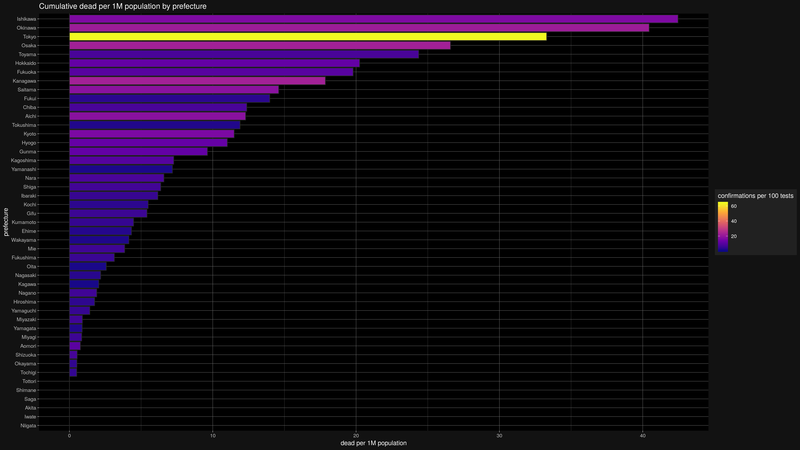 Cumulative dead per 1M population by prefecture
Ishikawa
Okinawa
Tokyo
Osaka
Toyama
Hokkaido
Fukuoka
Kanagawa
Saitama
Fukui
Chiba
Aichi
Tokushima
Kyoto
Hyogo
Gunma
Kagoshima
Yamanashi
Nara
Shiga
Ibaraki
Kochi
Gifu
Kumamoto
Ehime
Wakayama
Mie
Fukushima
Oita
Nagasaki
Kagawa
Nagano
Hiroshima
Yamaguchi
Miyazaki
Yamagata
Miyagi
Aomori
Shizuoka
Okayama
Tochigi
Tottori
Shimane
Saga
Akita
Iwate
Niigata
prefecture
0 10 20 30 40
dead per 1M population
confirmations per 100 tests
60
40
20